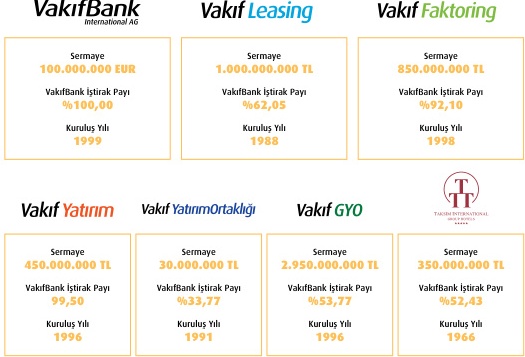 VakıfBank
International AG
Vakıf Leasing
Vakıf Faktoring
Sermaye
100.000.000 EUR
VakıfBank İştirak Payı
%100,00
Kuruluş Yılı
1999
Sermaye
1.000.000.000 TL
VakıfBank İştirak Payı
%62,05
Kuruluş Yılı
1988
Sermaye
850.000.000 TL
VakıfBank İştirak Payı
%92,10
Kuruluş Yılı
1998
Vakıf Yatırım
Vakıf YatırımOrtaklığı
Vakıf GYO
TTT
TAKSIM INTERNATIONAL
Sermaye
450.000.000 TL
VakıfBank İştirak Payı
99,50
Kuruluş Yılı
1996
Sermaye
30.000.000 TL
VakıfBank İştirak Payı
%33,77
Kuruluş Yılı
1991
Sermaye
2.950.000.000 TL
VakıfBank İştirak Payı
%53,77
Kuruluş Yılı
1996
Sermaye
350.000.000 TL
VakıfBank İştirak Payı
%52,43
Kuruluş Yılı
1966